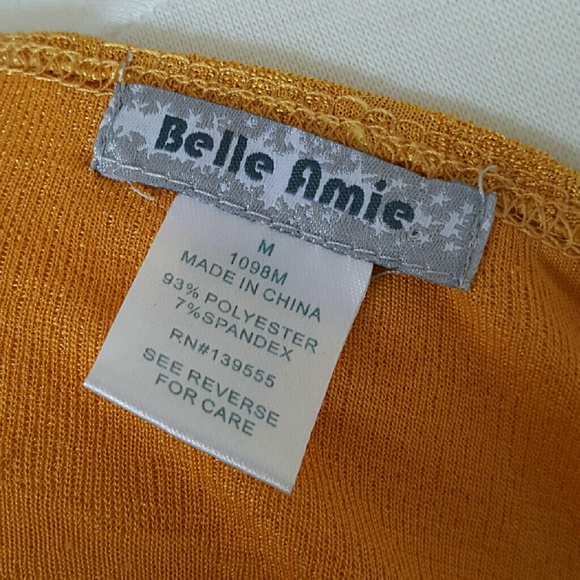 Belle Amie
M
1098M
MADE IN CHINA
93% POLYESTER
7%SPANDEX
RN#139555
SEE REVERSE
FOR CARE